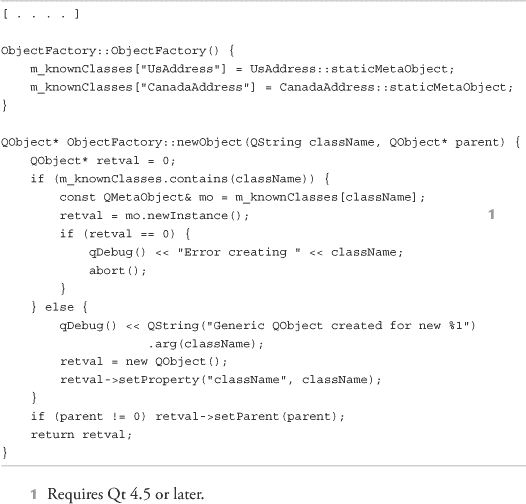 [ . . . . ]
ObjectFactory::ObjectFactory() {
    m_knownClasses["UsAddress"] = UsAddress::staticMetaObject;
    m_knownClasses["CanadaAddress"] = CanadaAddress::staticMetaObject;
}
QObject* ObjectFactory::newObject(QString className, QObject* parent) {
    QObject* retval = 0;
    if (m_knownClasses.contains(className)) {
        const QMetaObject& mo = m_knownClasses[className];
        retval = mo.newInstance(); 1
        if (retval == 0) {
            qDebug() << "Error creating " << className;
            abort();
        }
    } else {
        qDebug() << QString("Generic QObject created for new %1")
                    .arg(className);
        retval = new QObject();
        retval->setProperty("className", className);
    }
    if (parent != 0) retval->setParent(parent);
    return retval;
}
1 Requires Qt 4.5 or later.